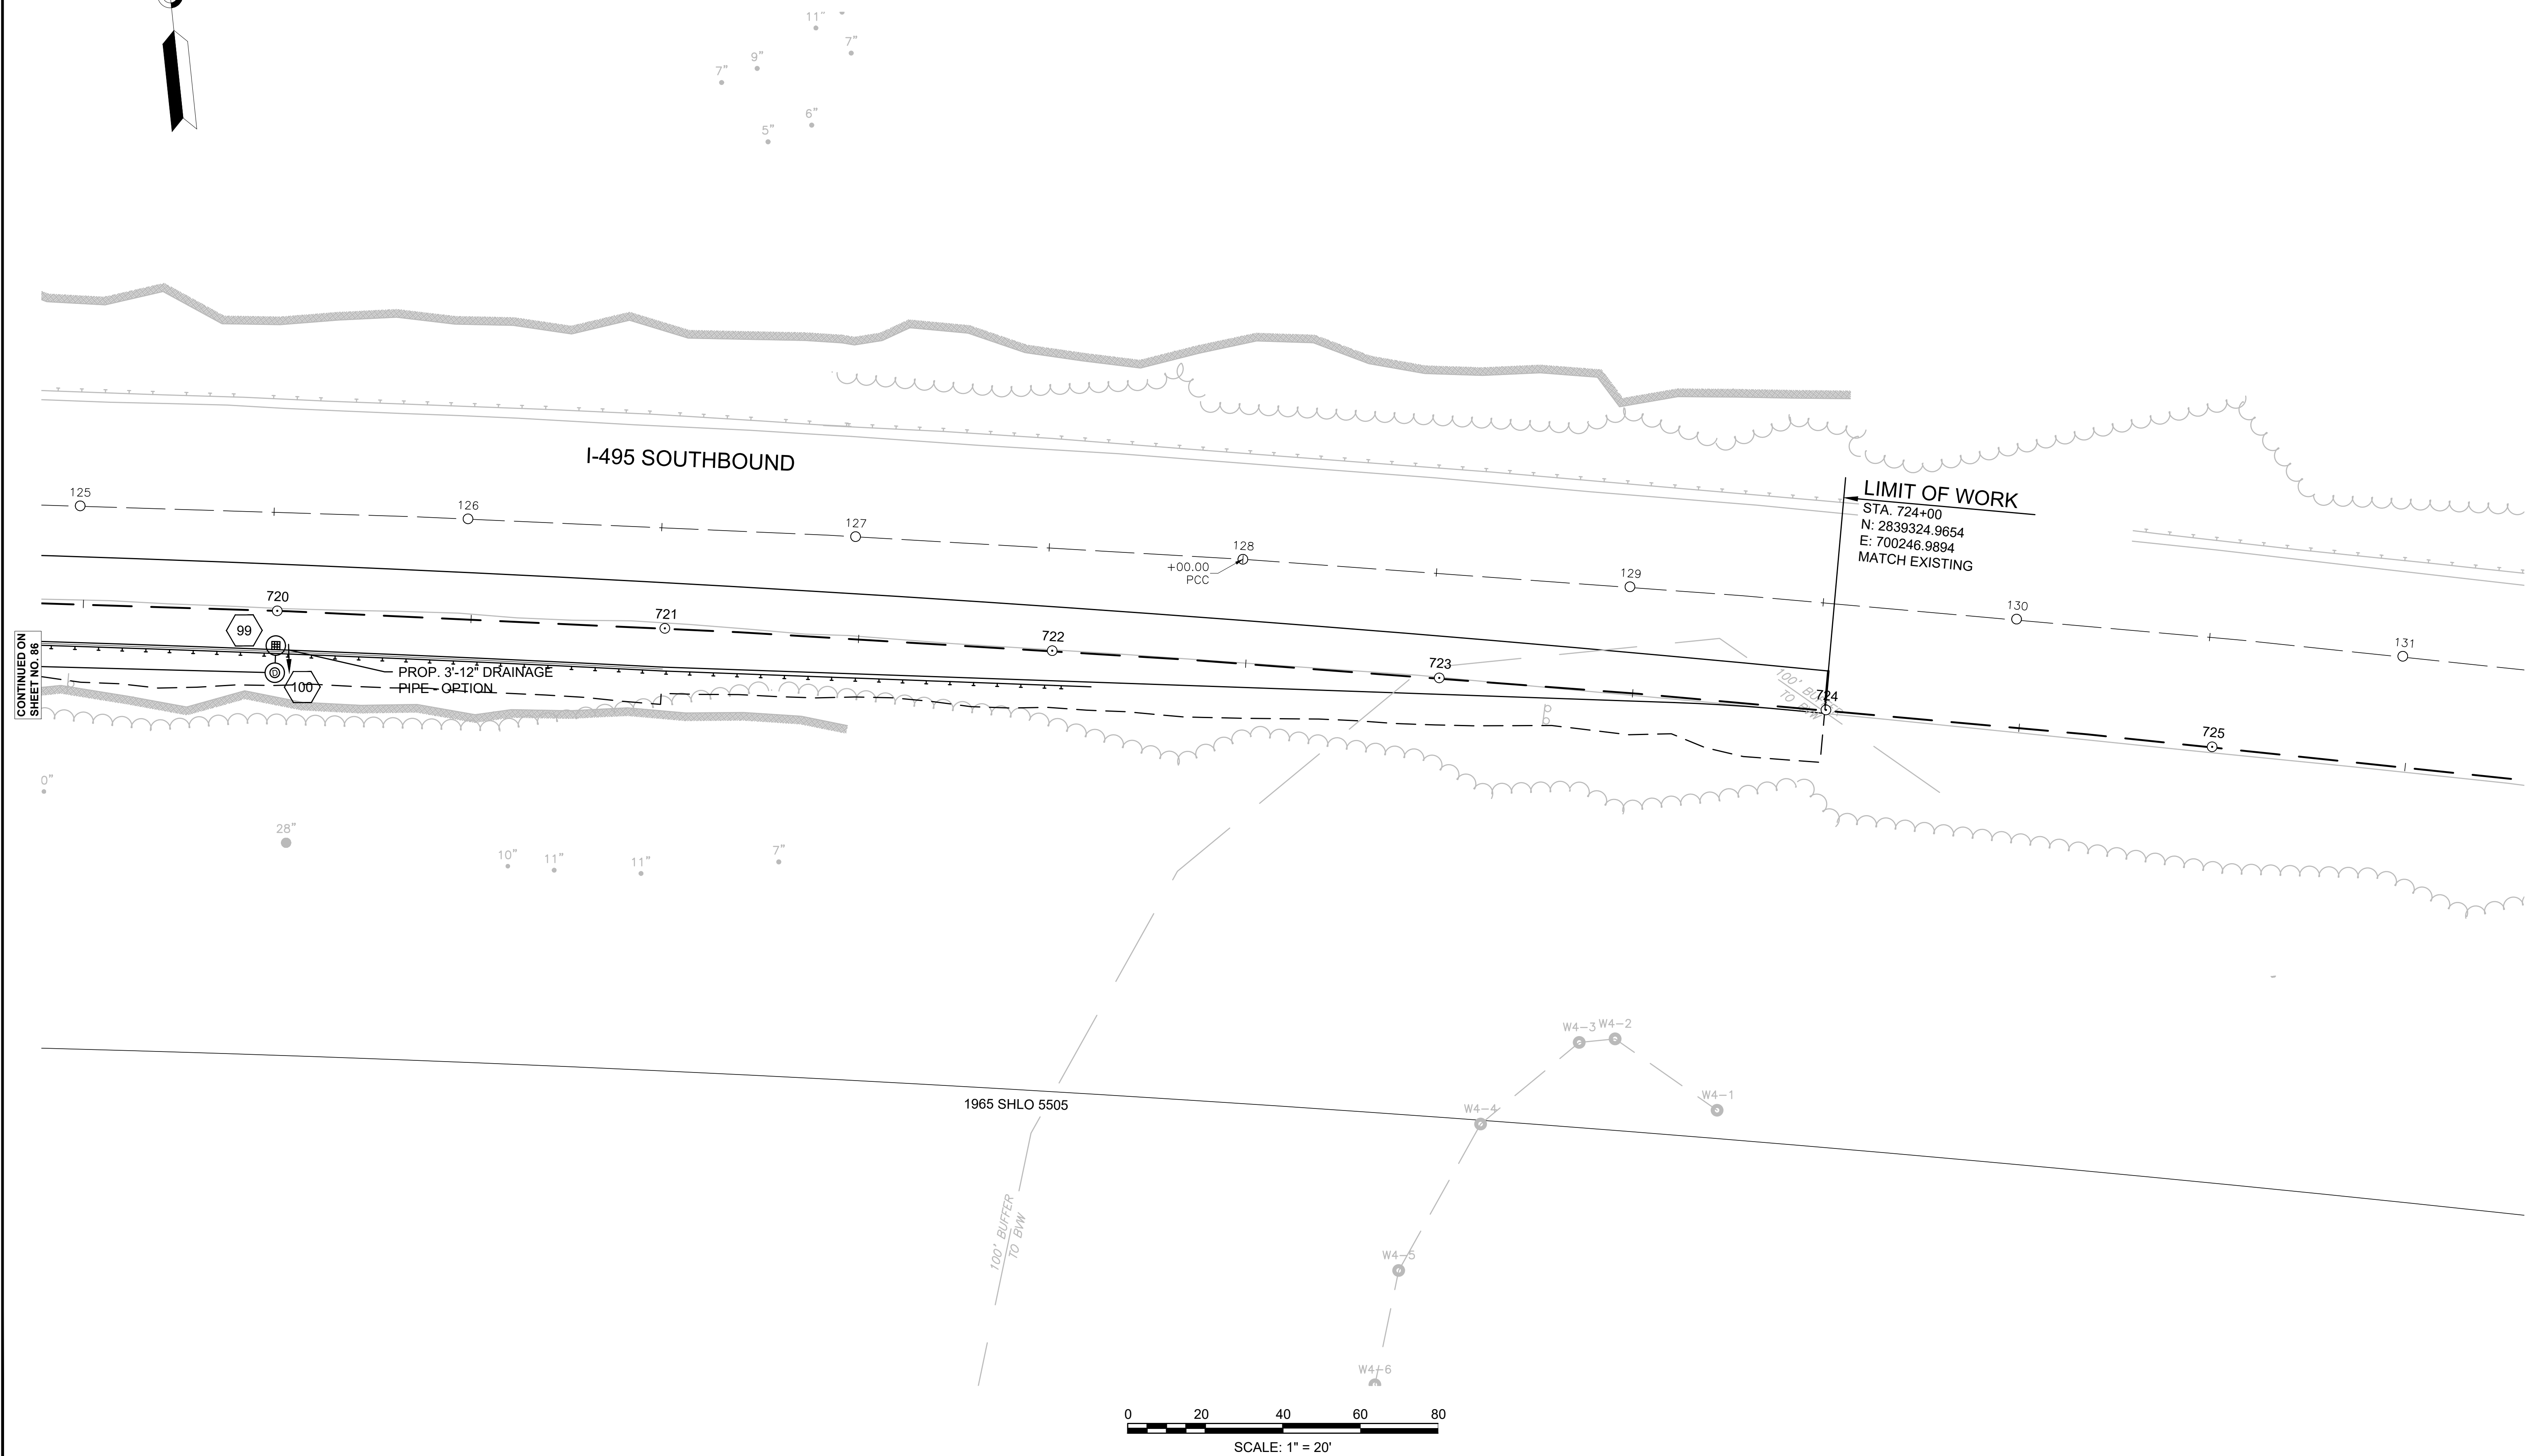 11"
7"
9"
7"
6"
5"
I-495 SOUTHBOUND
LIMIT OF WORK
STA. 724+00
N: 2839324.9654
E: 700246.9894
MATCH EXISTING
125
126
127
128
+00.00
PCC
129
130
131
720
721
722
723
724
725
99
100
PROP. 3'-12" DRAINAGE
PIPE - OPTION
D
CONTINUED ON
SHEET NO. 86
100' BUFFER
TO BVW
0"
28"
10"
11"
11"
7"
W4-3
W4-2
W4-1
W4-4
W4-5
W4-6
1965 SHLO 5505
100' BUFFER
TO BVW
0 20 40 60 80
SCALE: 1" = 20'